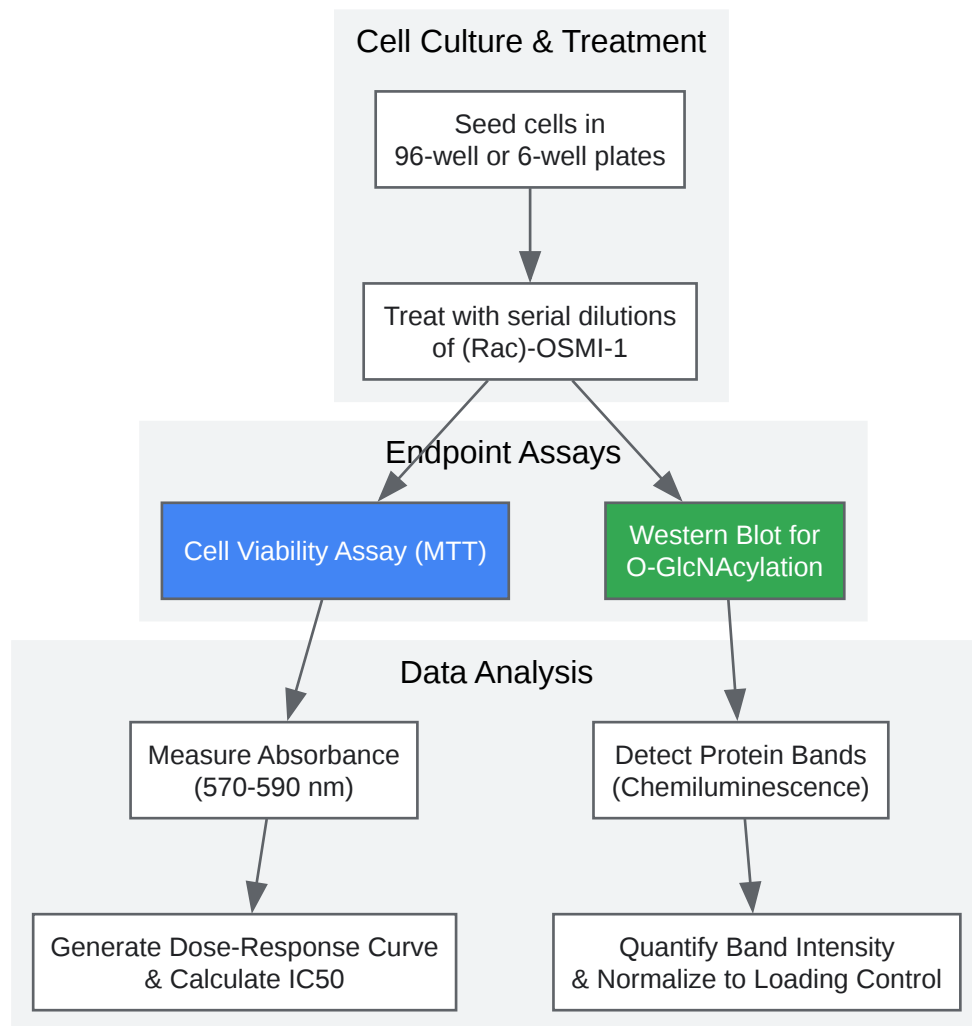 Cell Culture & Treatment
Seed cells in
96-well or 6-well plates
Treat with serial dilutions
of (Rac)-OSMI-1
Endpoint Assays
Cell Viability Assay (MTT)
Western Blot for
O-GlcNAcylation
Data Analysis
Measure Absorbance
(570-590 nm)
Detect Protein Bands
(Chemiluminescence)
Generate Dose-Response Curve
& Calculate IC50
Quantify Band Intensity
& Normalize to Loading Control